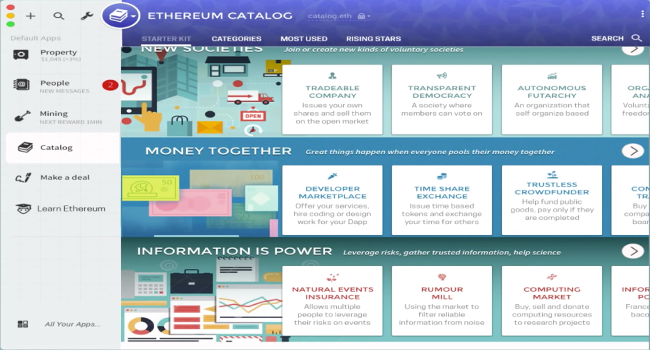 ETHEREUM CATALOG
catalog.eth
STARTER KIT
CATEGORIES
MOST USED
RISING STARS
SEARCH
Default Apps
Property
$1,045 (+3%)
People
NEW MESSAGES
2
Mining
NEXT REWARD 1MIN
Catalog
Make a deal
Learn Ethereum
All Your Apps...
NEW SOCIETIES
Join or create new kinds of voluntary societies
OPEN
TRADEABLE
COMPANY
Issues your own
shares and sell them
on the open market
TRANSPARENT
DEMOCRACY
A society where
members can vote on
AUTONOMOUS
FUTARCHY
An organization that
self organize based
ORG
AN
Volunt
freedo
MONEY TOGETHER
Great things happen when everyone pools their money together
DEVELOPER
MARKETPLACE
Offer your services,
hire coding or design
work for your Dapp
TIME SHARE
EXCHANGE
Issue time based
tokens and exchange
your time for others
TRUSTLESS
CROWDFUNDER
Help fund public
goods, pay only if they
are completed
CO
T
Buy
compa
boar
INFORMATION IS POWER
Leverage risks, gather trusted information, help science
NATURAL EVENTS
INSURANCE
Allows multiple
people to leverage
their risks on events
RUMOUR
MILL
Using the market to
filter reliable
information from noise
COMPUTING
MARKET
Buy, sell and donate
computing resources
to research projects
INFO
PO
Franc
baco